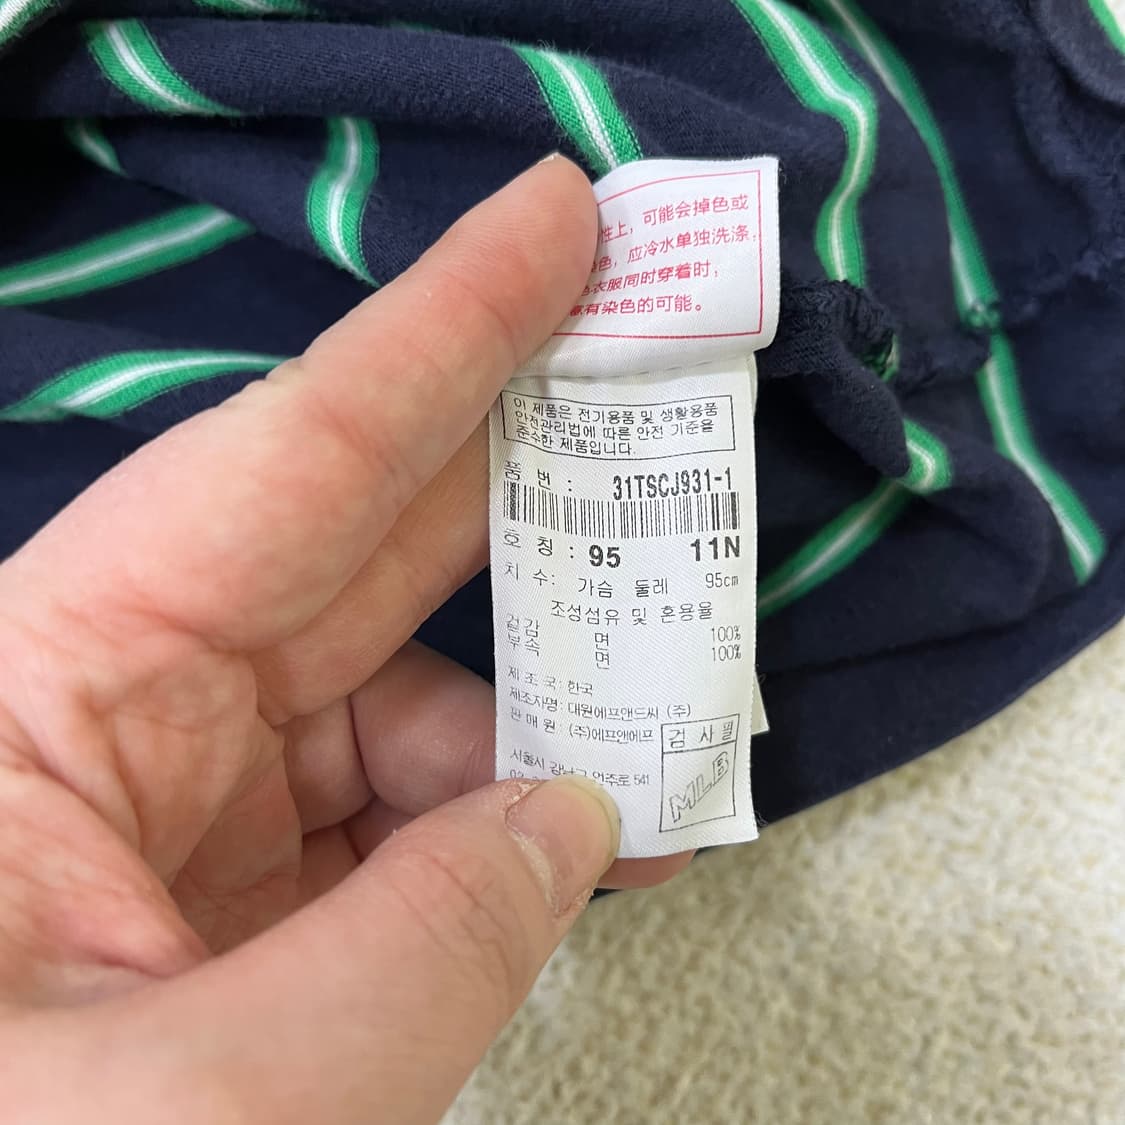 性上，可能会掉色或
色，应冷水单独洗涤，
衣服同时穿着时，
有染色的可能。
이 제품은 전기용품 및 생활용품
안전관리법에 따른 안전 기준을
준수한 제품입니다.
품 번 : 31TSCJ931-1
호 칭 : 95 11N
치 수: 가슴 둘레 95cm
조성섬유 및 혼용율
겉감 면 100%
부속 면 100%
제 조 국: 한국
제조자명: 대원에프앤드씨 (주)
판 매 원 : (주)에프앤에프
검 사 필
MLB
서울시 강남구 언주로 541